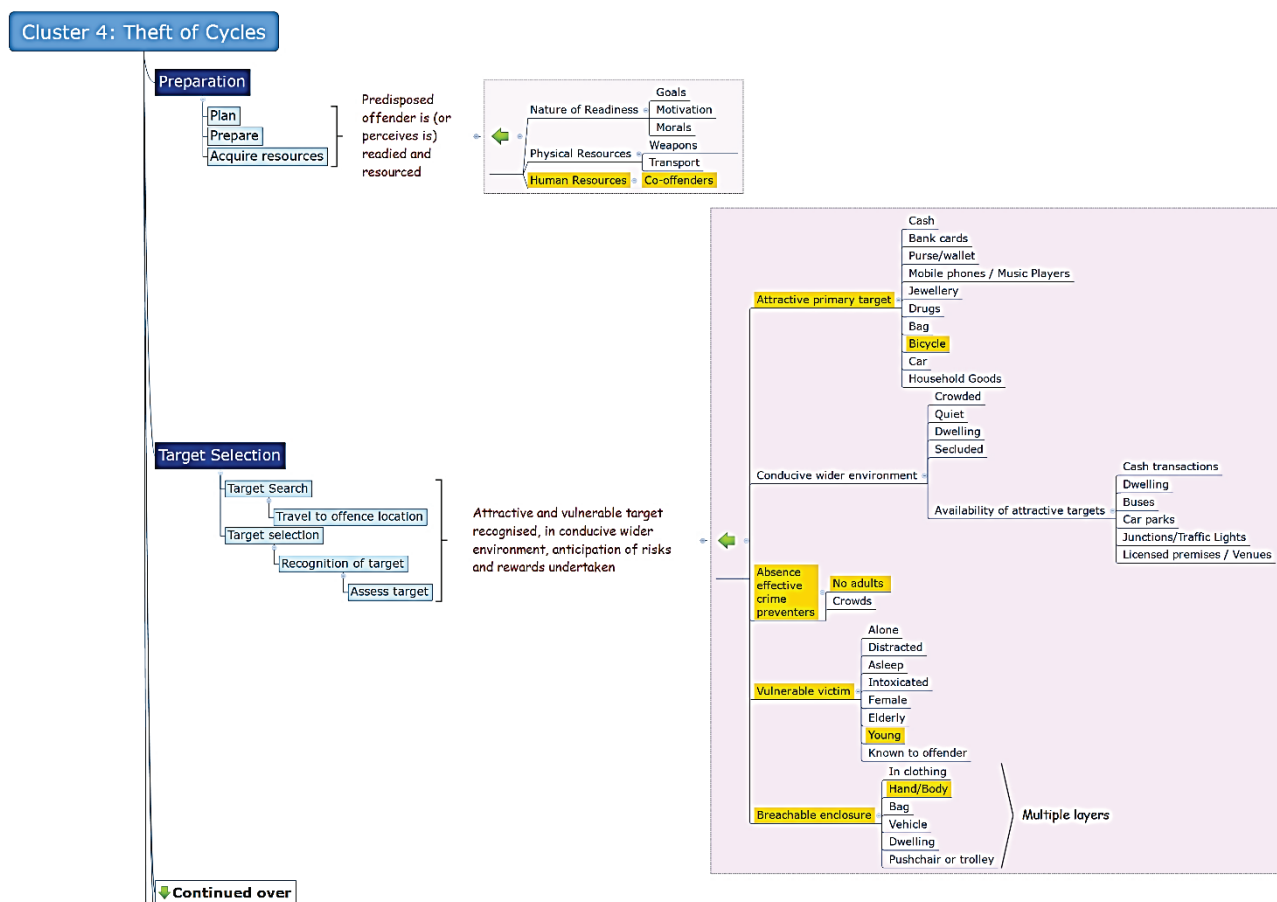 Cluster 4: Theft of Cycles
Preparation
Plan
Prepare
Acquire resources
Predisposed
offender is (or
perceives is)
readied and
resourced
Nature of Readiness
Goals
Motivation
Morals
Physical Resources
Weapons
Transport
Human Resources
Co-offenders
Target Selection
Target Search
Travel to offence location
Target selection
Recognition of target
Assess target
Attractive and vulnerable target
recognised, in conducive wider
environment, anticipation of risks
and rewards undertaken
Attractive primary target
Cash
Bank cards
Purse/wallet
Mobile phones / Music Players
Jewellery
Drugs
Bag
Bicycle
Car
Household Goods
Conducive wider environment
Crowded
Quiet
Dwelling
Secluded
Availability of attractive targets
Cash transactions
Dwelling
Buses
Car parks
Junctions/Traffic Lights
Licensed premises / Venues
Absence
effective
crime
preventers
No adults
Crowds
Vulnerable victim
Alone
Distracted
Asleep
Intoxicated
Female
Elderly
Young
Known to offender
Breachable enclosure
In clothing
Hand/Body
Bag
Vehicle
Dwelling
Pushchair or trolley
Multiple layers
Continued over